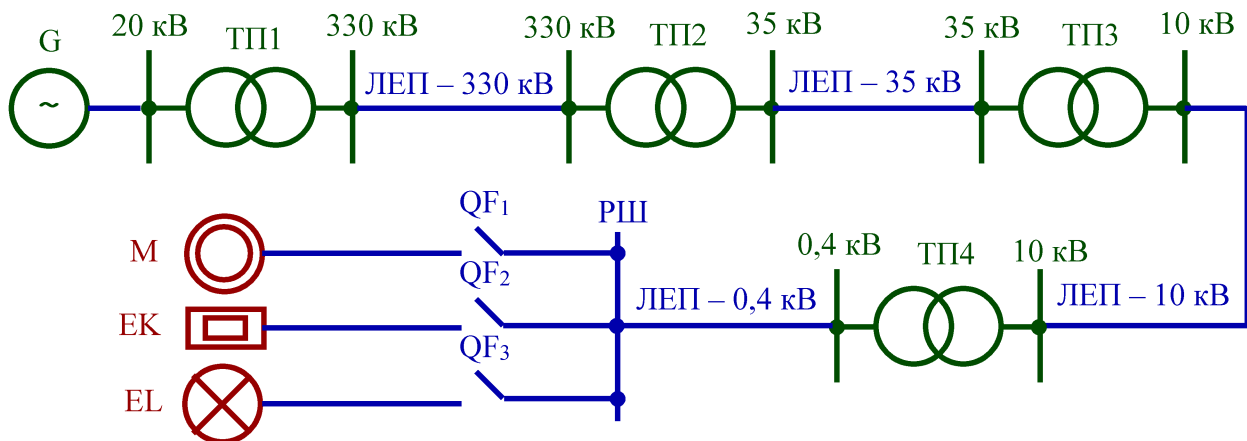 G
20 кВ
ТП1
330 кВ
ЛЕП – 330 кВ
330 кВ
ТП2
35 кВ
ЛЕП – 35 кВ
35 кВ
ТП3
10 кВ
~
M
QF1
РШ
EK
QF2
EL
QF3
ЛЕП – 0,4 кВ
0,4 кВ
ТП4
10 кВ
ЛЕП – 10 кВ